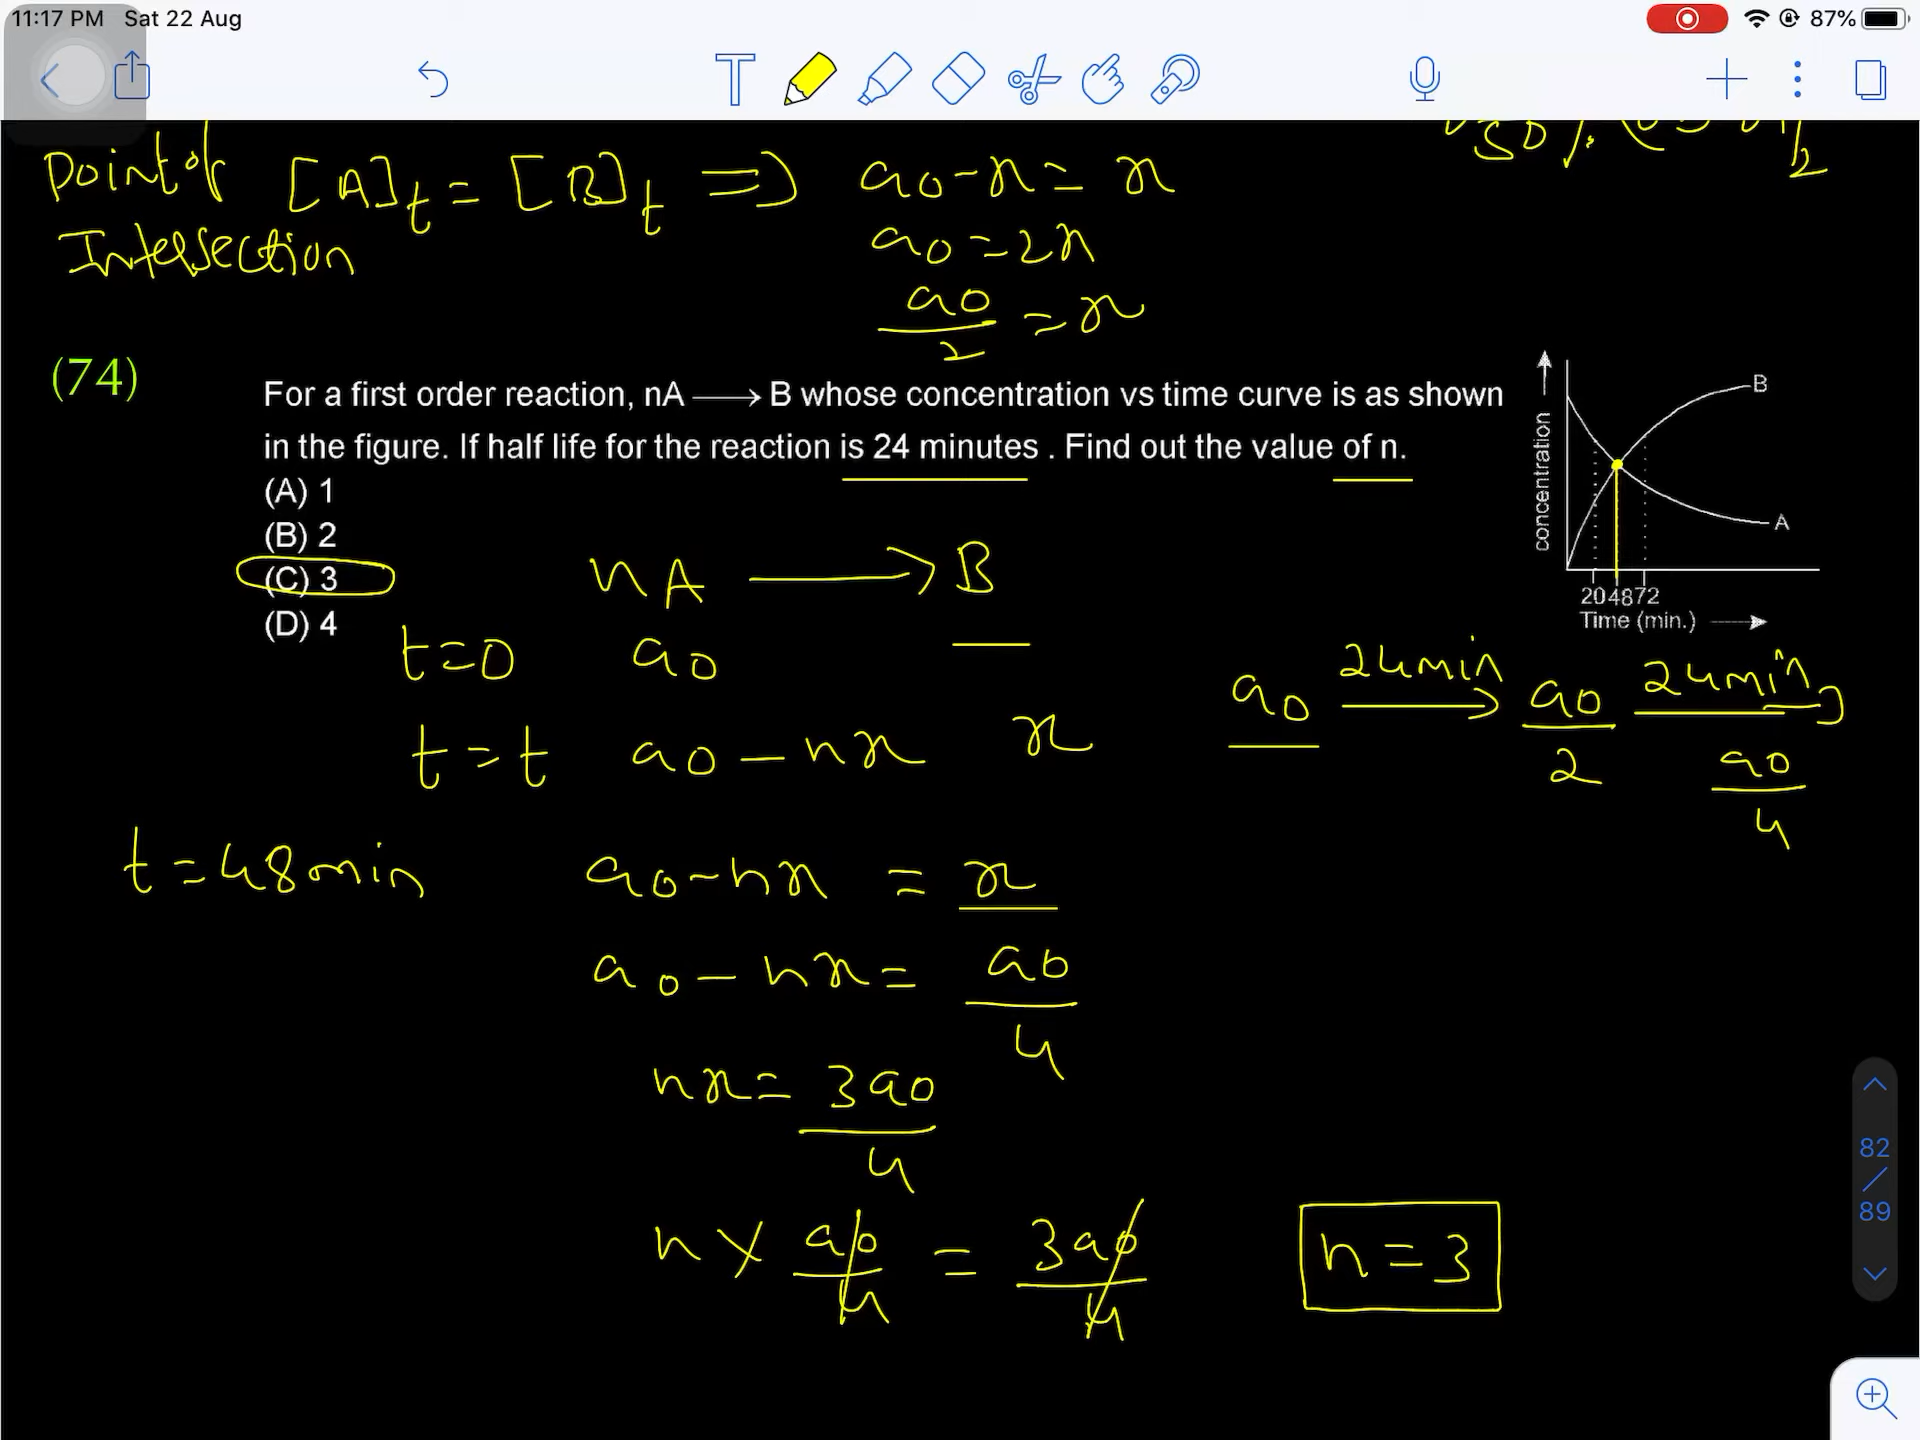 11:17 PM Sat 22 Aug
87%
T
Point of [A]t = [B]t => a0-x = x
Intersection
a0 = 2x
a0/2 = x
(74)
For a first order reaction, nA ⟶ B whose concentration vs time curve is as shown
in the figure. If half life for the reaction is 24 minutes . Find out the value of n.
(A) 1
(B) 2
(C) 3
(D) 4
concentration
B
A
20 48 72
Time (min.)
nA ⟶ B
t=0 a0
t=t a0-nx x
a0 24min a0/2 24min a0/4
t=48min a0-nx = x
a0-nx = a0/4
nx = 3a0/4
n x a0/4 = 3a0/4
n=3
82
/
89